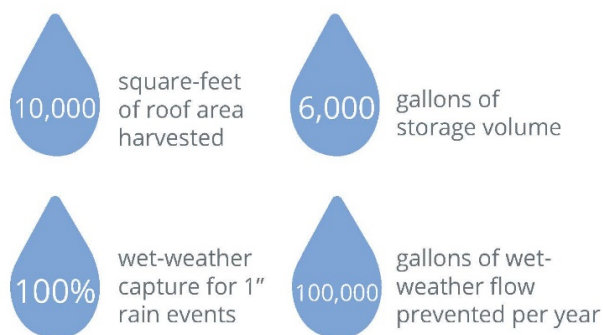 10,000
square-feet
of roof area
harvested
6,000
gallons of
storage volume
100%
wet-weather
capture for 1”
rain events
100,000
gallons of wet-
weather flow
prevented per year